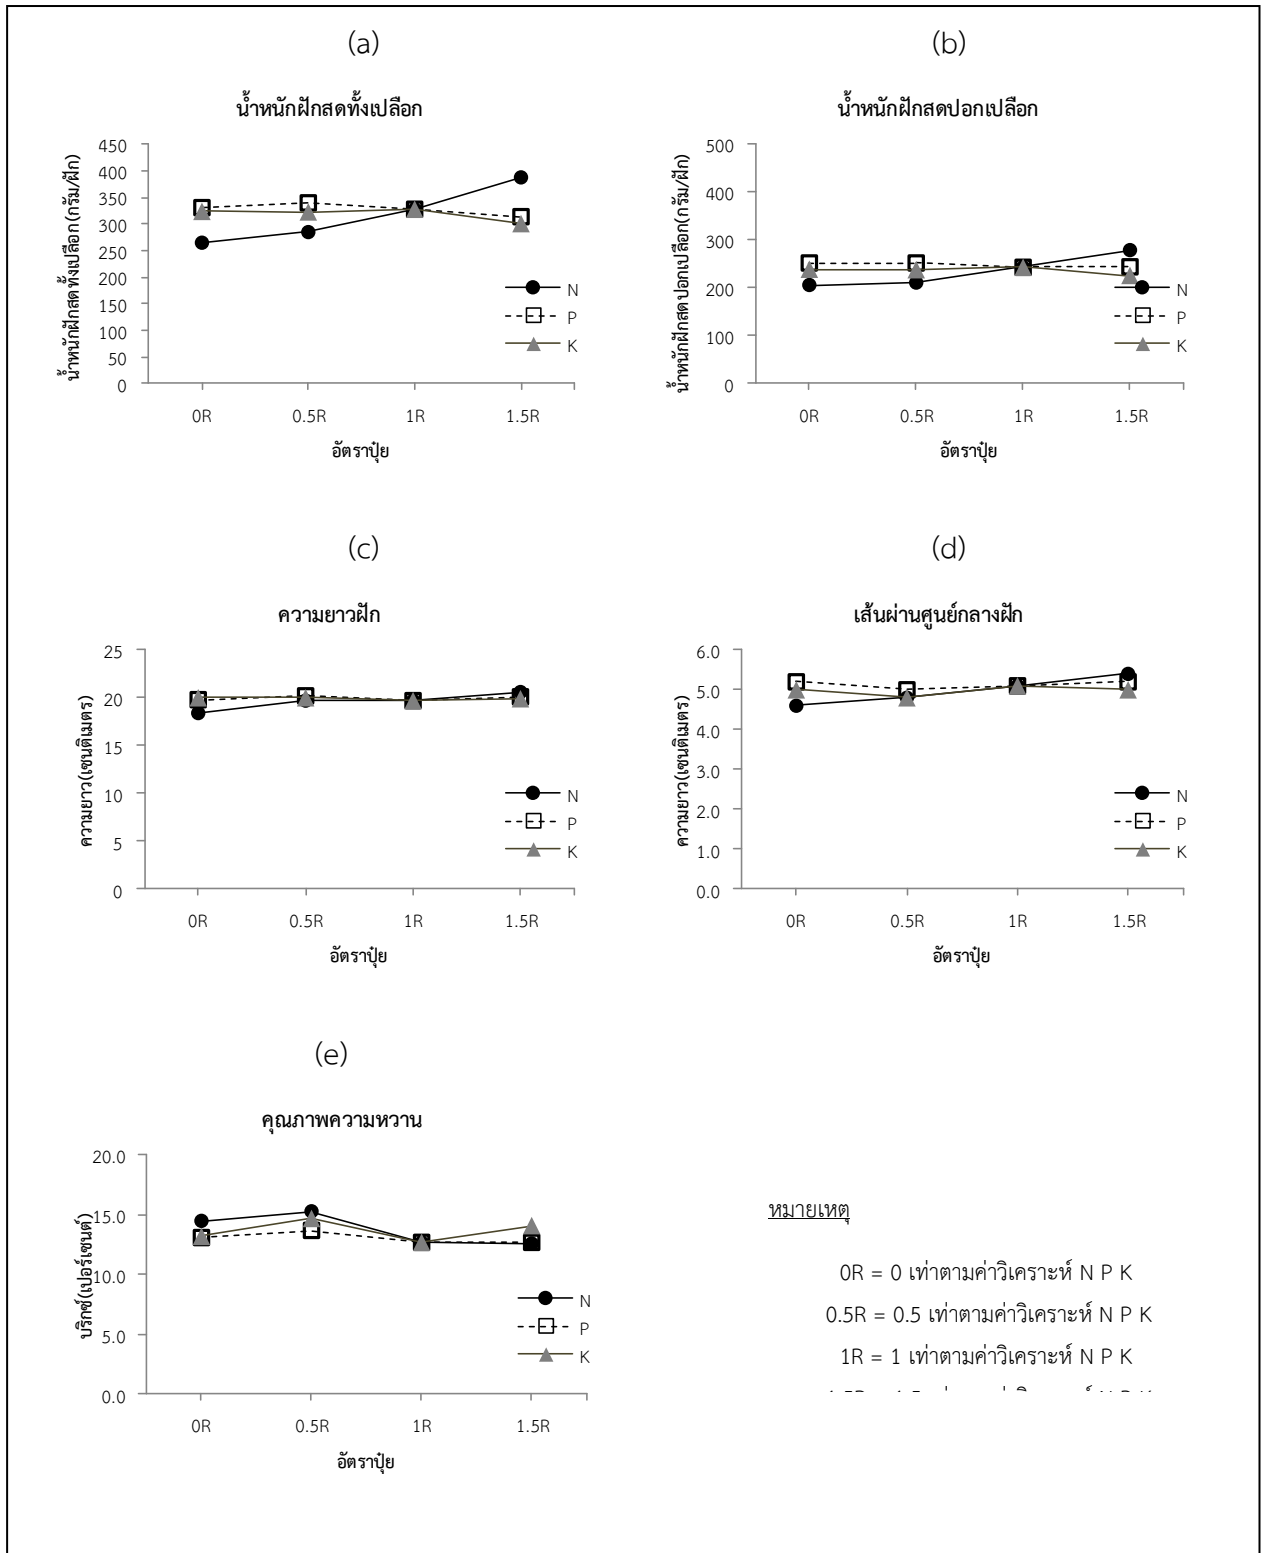 (a)
น้ำหนักฝักสดทั้งเปลือก
น้ำหนักฝักสดทั้งเปลือก(กรัม/ฝัก)
450
400
350
300
250
200
150
100
50
0
N
P
K
0R 0.5R 1R 1.5R
อัตราปุ๋ย
(b)
น้ำหนักฝักสดปอกเปลือก
น้ำหนักฝักสดปอกเปลือก(กรัม/ฝัก)
500
400
300
200
100
0
N
P
K
0R 0.5R 1R 1.5R
อัตราปุ๋ย
(c)
ความยาวฝัก
ความยาว(เซนติเมตร)
25
20
15
10
5
0
N
P
K
0R 0.5R 1R 1.5R
อัตราปุ๋ย
(d)
เส้นผ่านศูนย์กลางฝัก
ความยาว(เซนติเมตร)
6.0
5.0
4.0
3.0
2.0
1.0
0.0
N
P
K
0R 0.5R 1R 1.5R
อัตราปุ๋ย
(e)
คุณภาพความหวาน
บริกซ์(เปอร์เซนต์)
20.0
15.0
10.0
5.0
0.0
N
P
K
0R 0.5R 1R 1.5R
อัตราปุ๋ย
หมายเหตุ
0R = 0 เท่าตามค่าวิเคราะห์ N P K
0.5R = 0.5 เท่าตามค่าวิเคราะห์ N P K
1R = 1 เท่าตามค่าวิเคราะห์ N P K